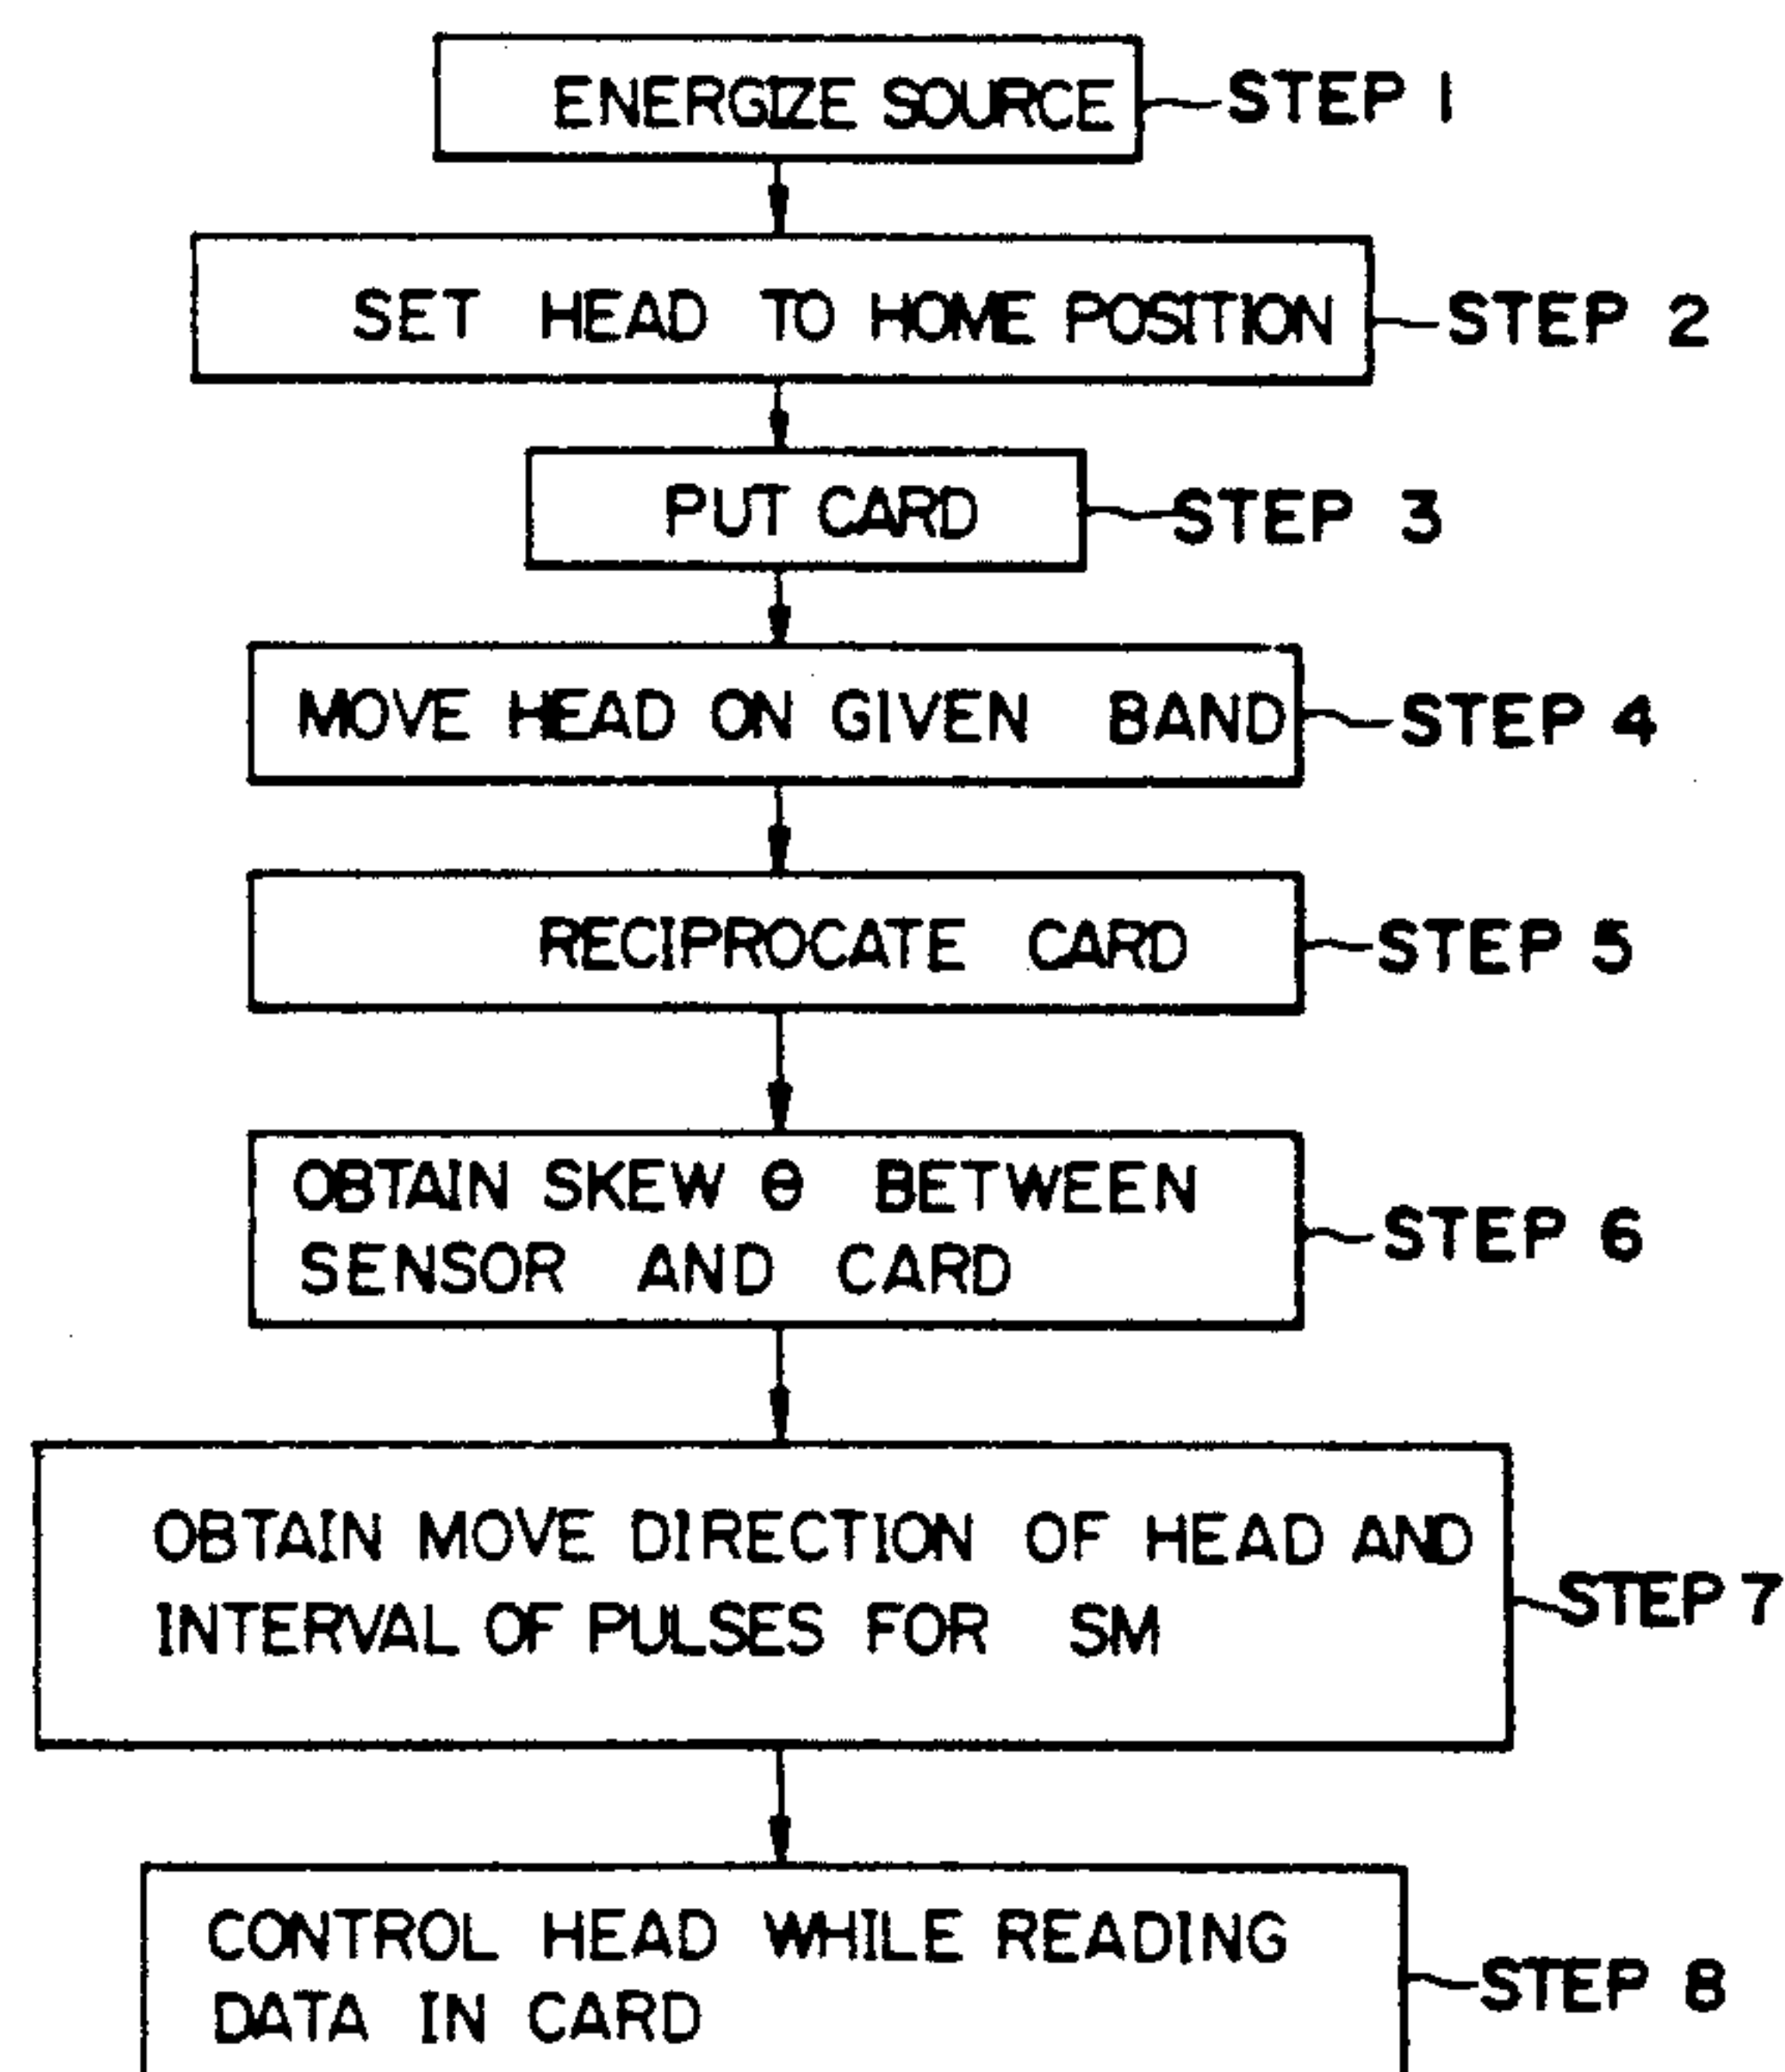 ENERGIZE SOURCE STEP 1
SET HEAD TO HOME POSITION STEP 2
PUT CARD STEP 3
MOVE HEAD ON GIVEN BAND STEP 4
RECIPROCATE CARD STEP 5
OBTAIN SKEW Θ BETWEEN
SENSOR AND CARD
STEP 6
OBTAIN MOVE DIRECTION OF HEAD AND
INTERVAL OF PULSES FOR SM
STEP 7
CONTROL HEAD WHILE READING
DATA IN CARD
STEP 8